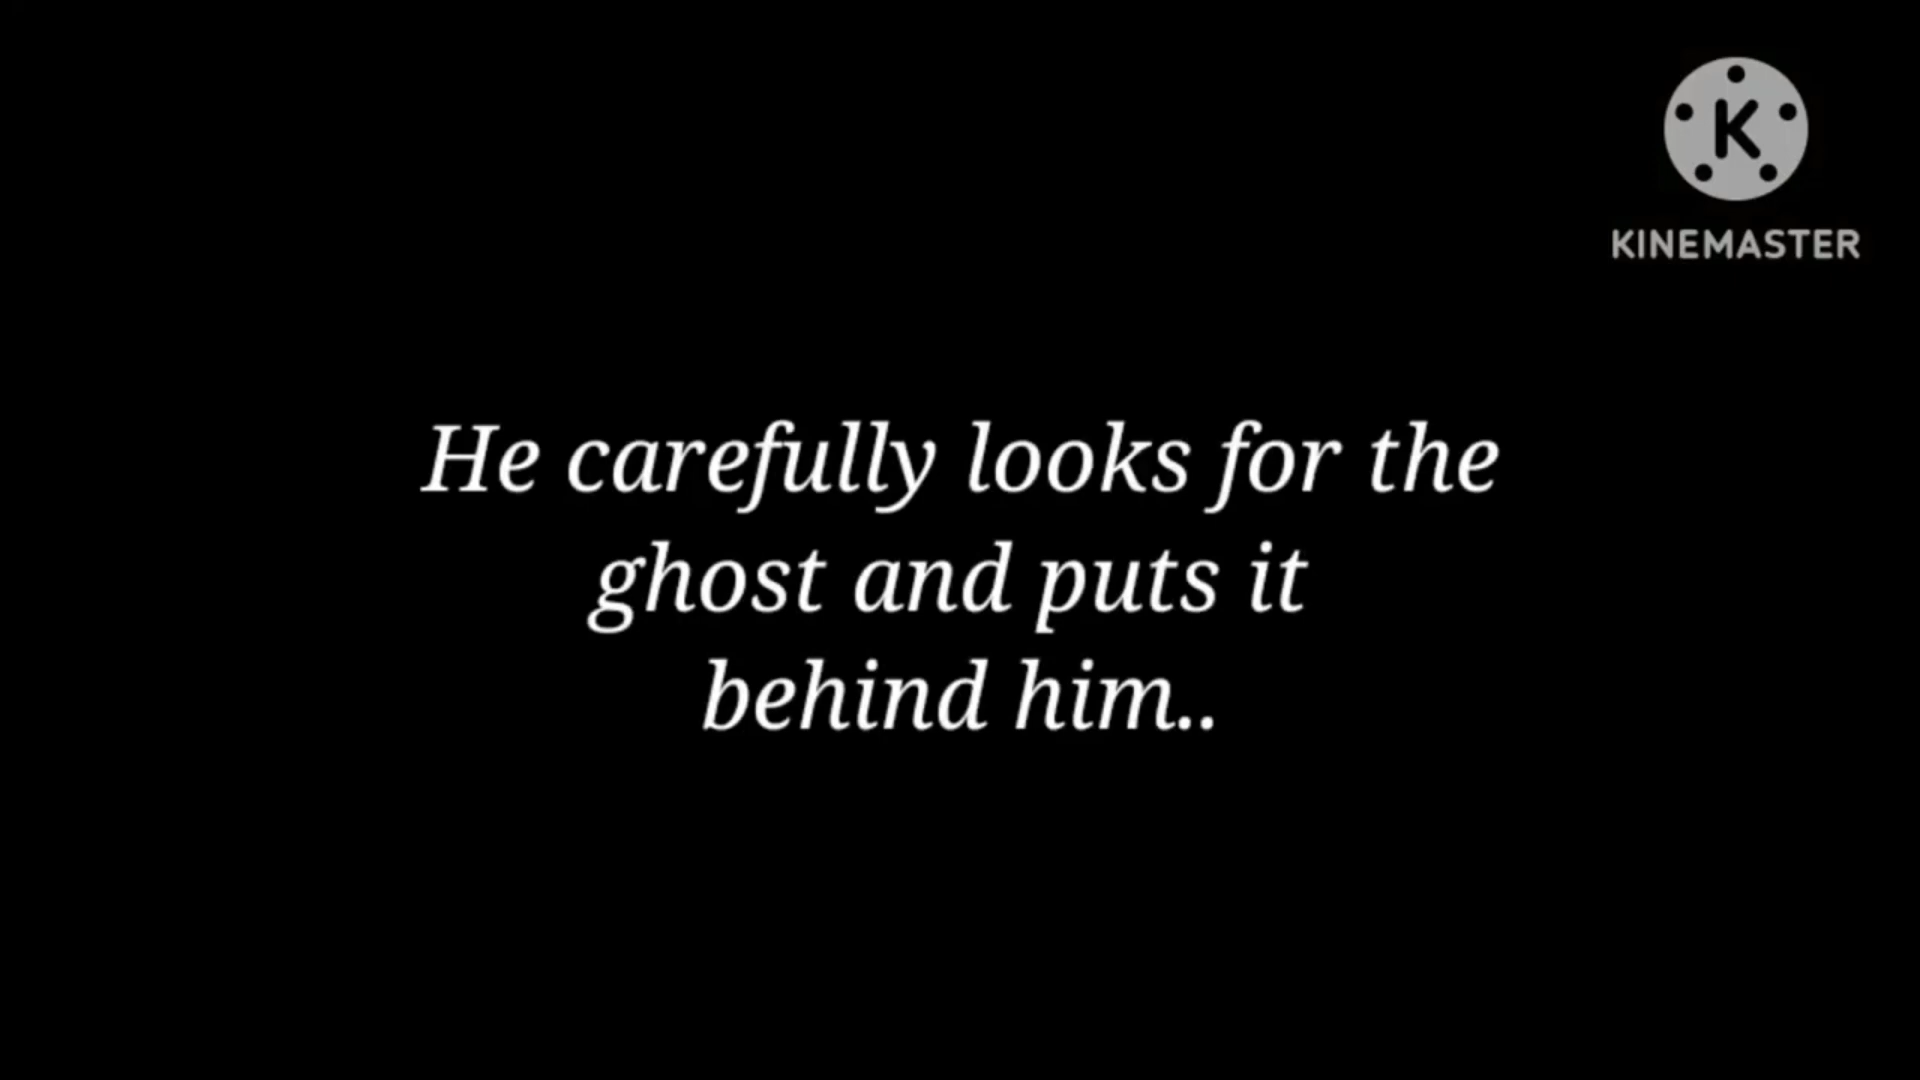 K
KINEMASTER
He carefully looks for the
ghost and puts it
behind him..